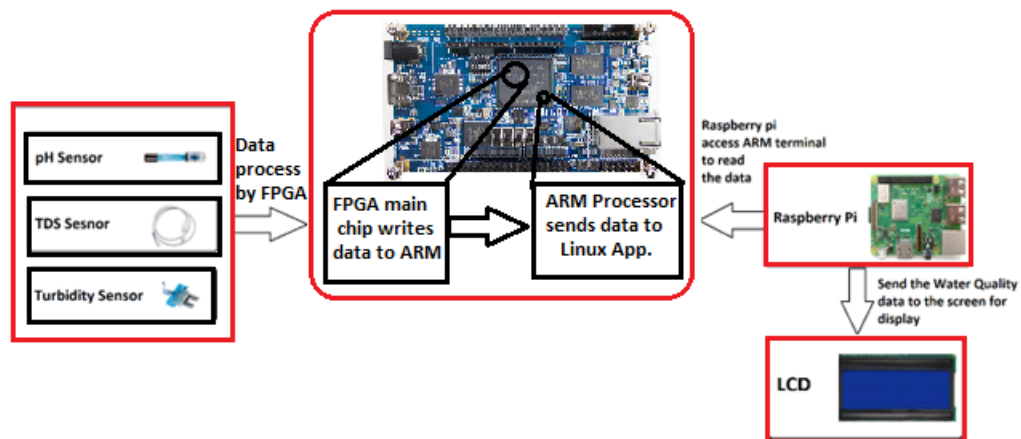 pH Sensor
TDS Sesnor
Turbidity Sensor
Data
process
by FPGA
FPGA main
chip writes
data to ARM
ARM Processor
sends data to
Linux App.
Raspberry pi
access ARM terminal
to read
the data
Raspberry Pi
Send the Water Quality
data to the screen for
display
LCD